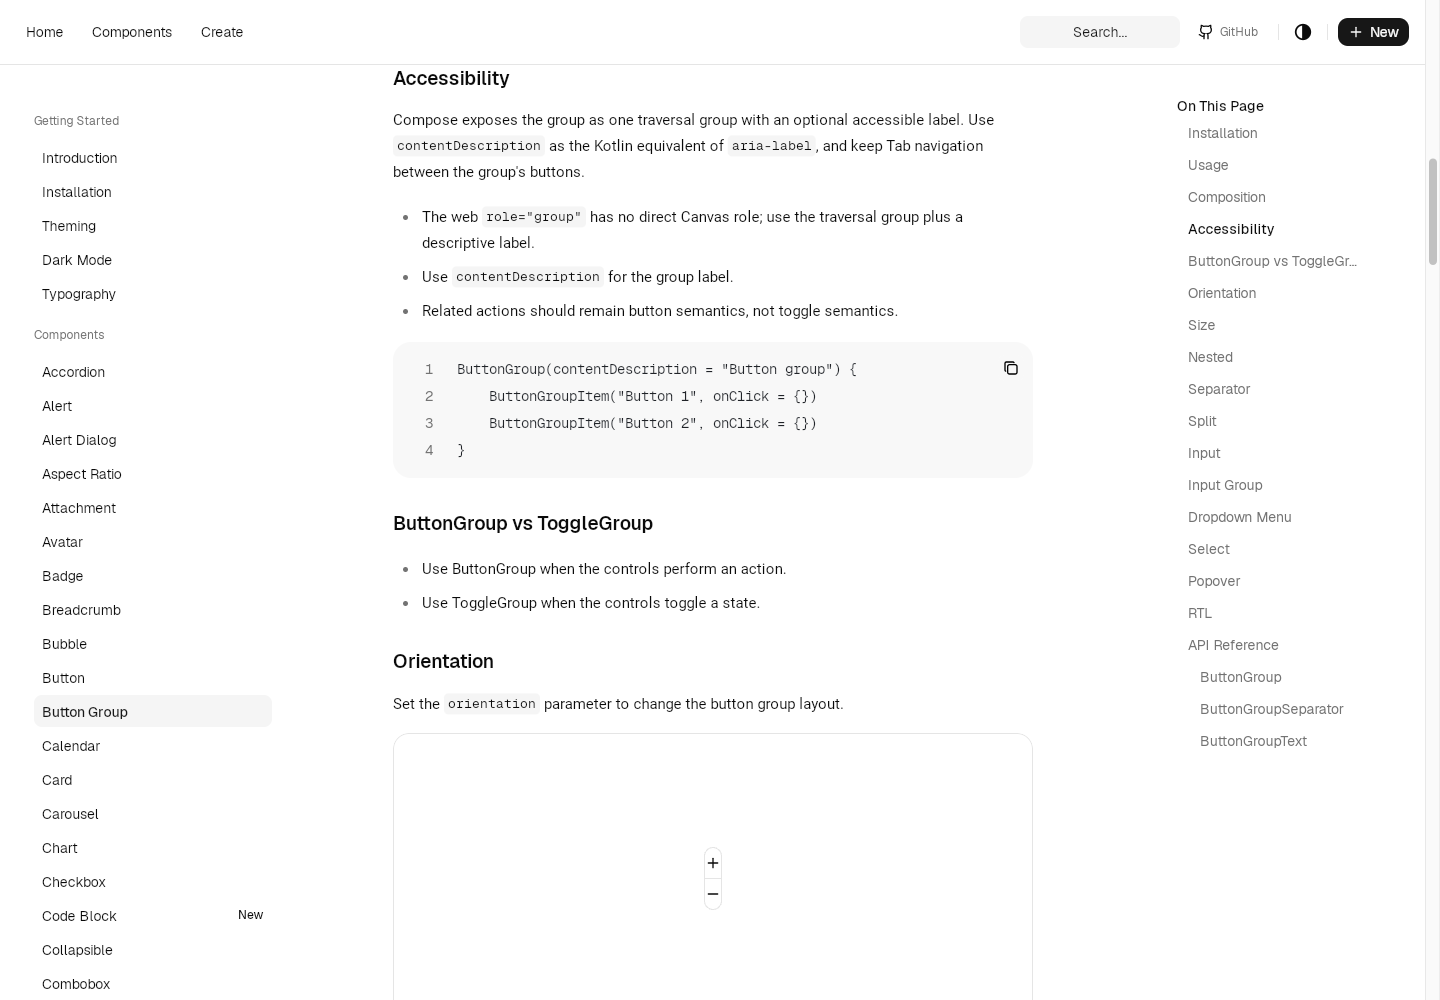 Home Components Create Search... GitHub New
Getting Started
Introduction
Installation
Theming
Dark Mode
Typography
Components
Accordion
Alert
Alert Dialog
Aspect Ratio
Attachment
Avatar
Badge
Breadcrumb
Bubble
Button
Button Group
Calendar
Card
Carousel
Chart
Checkbox
Code Block New
Collapsible
Combobox
Accessibility
Compose exposes the group as one traversal group with an optional accessible label. Use
contentDescription as the Kotlin equivalent of aria-label, and keep Tab navigation
between the group's buttons.
The web role="group" has no direct Canvas role; use the traversal group plus a
descriptive label.
Use contentDescription for the group label.
Related actions should remain button semantics, not toggle semantics.
1 ButtonGroup(contentDescription = "Button group") {
2     ButtonGroupItem("Button 1", onClick = {})
3     ButtonGroupItem("Button 2", onClick = {})
4 }
ButtonGroup vs ToggleGroup
Use ButtonGroup when the controls perform an action.
Use ToggleGroup when the controls toggle a state.
Orientation
Set the orientation parameter to change the button group layout.
On This Page
Installation
Usage
Composition
Accessibility
ButtonGroup vs ToggleGr...
Orientation
Size
Nested
Separator
Split
Input
Input Group
Dropdown Menu
Select
Popover
RTL
API Reference
ButtonGroup
ButtonGroupSeparator
ButtonGroupText